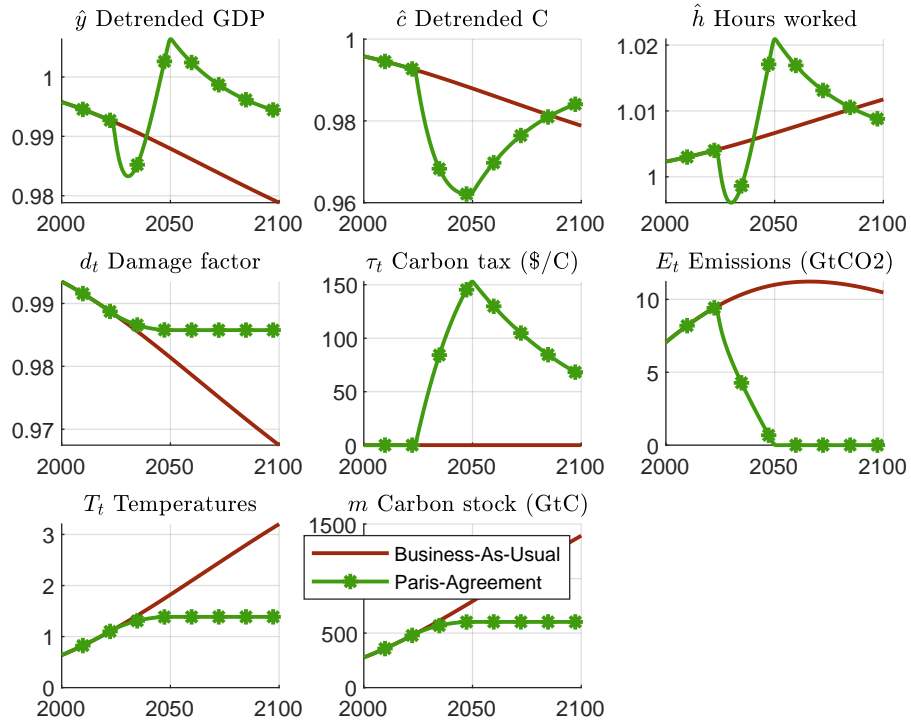 ŷ Detrended GDP
ĉ Detrended C
ĥ Hours worked
1
0.99
0.98
2000 2050 2100
1
0.98
0.96
2000 2050 2100
1.02
1.01
1
2000 2050 2100
d_t Damage factor
τ_t Carbon tax ($/C)
E_t Emissions (GtCO2)
0.99
0.98
0.97
2000 2050 2100
150
100
50
0
2000 2050 2100
10
5
0
2000 2050 2100
T_t Temperatures
m Carbon stock (GtC)
3
2
1
0
2000 2050 2100
1500
500
0
2000 2050 2100
Business-As-Usual
Paris-Agreement